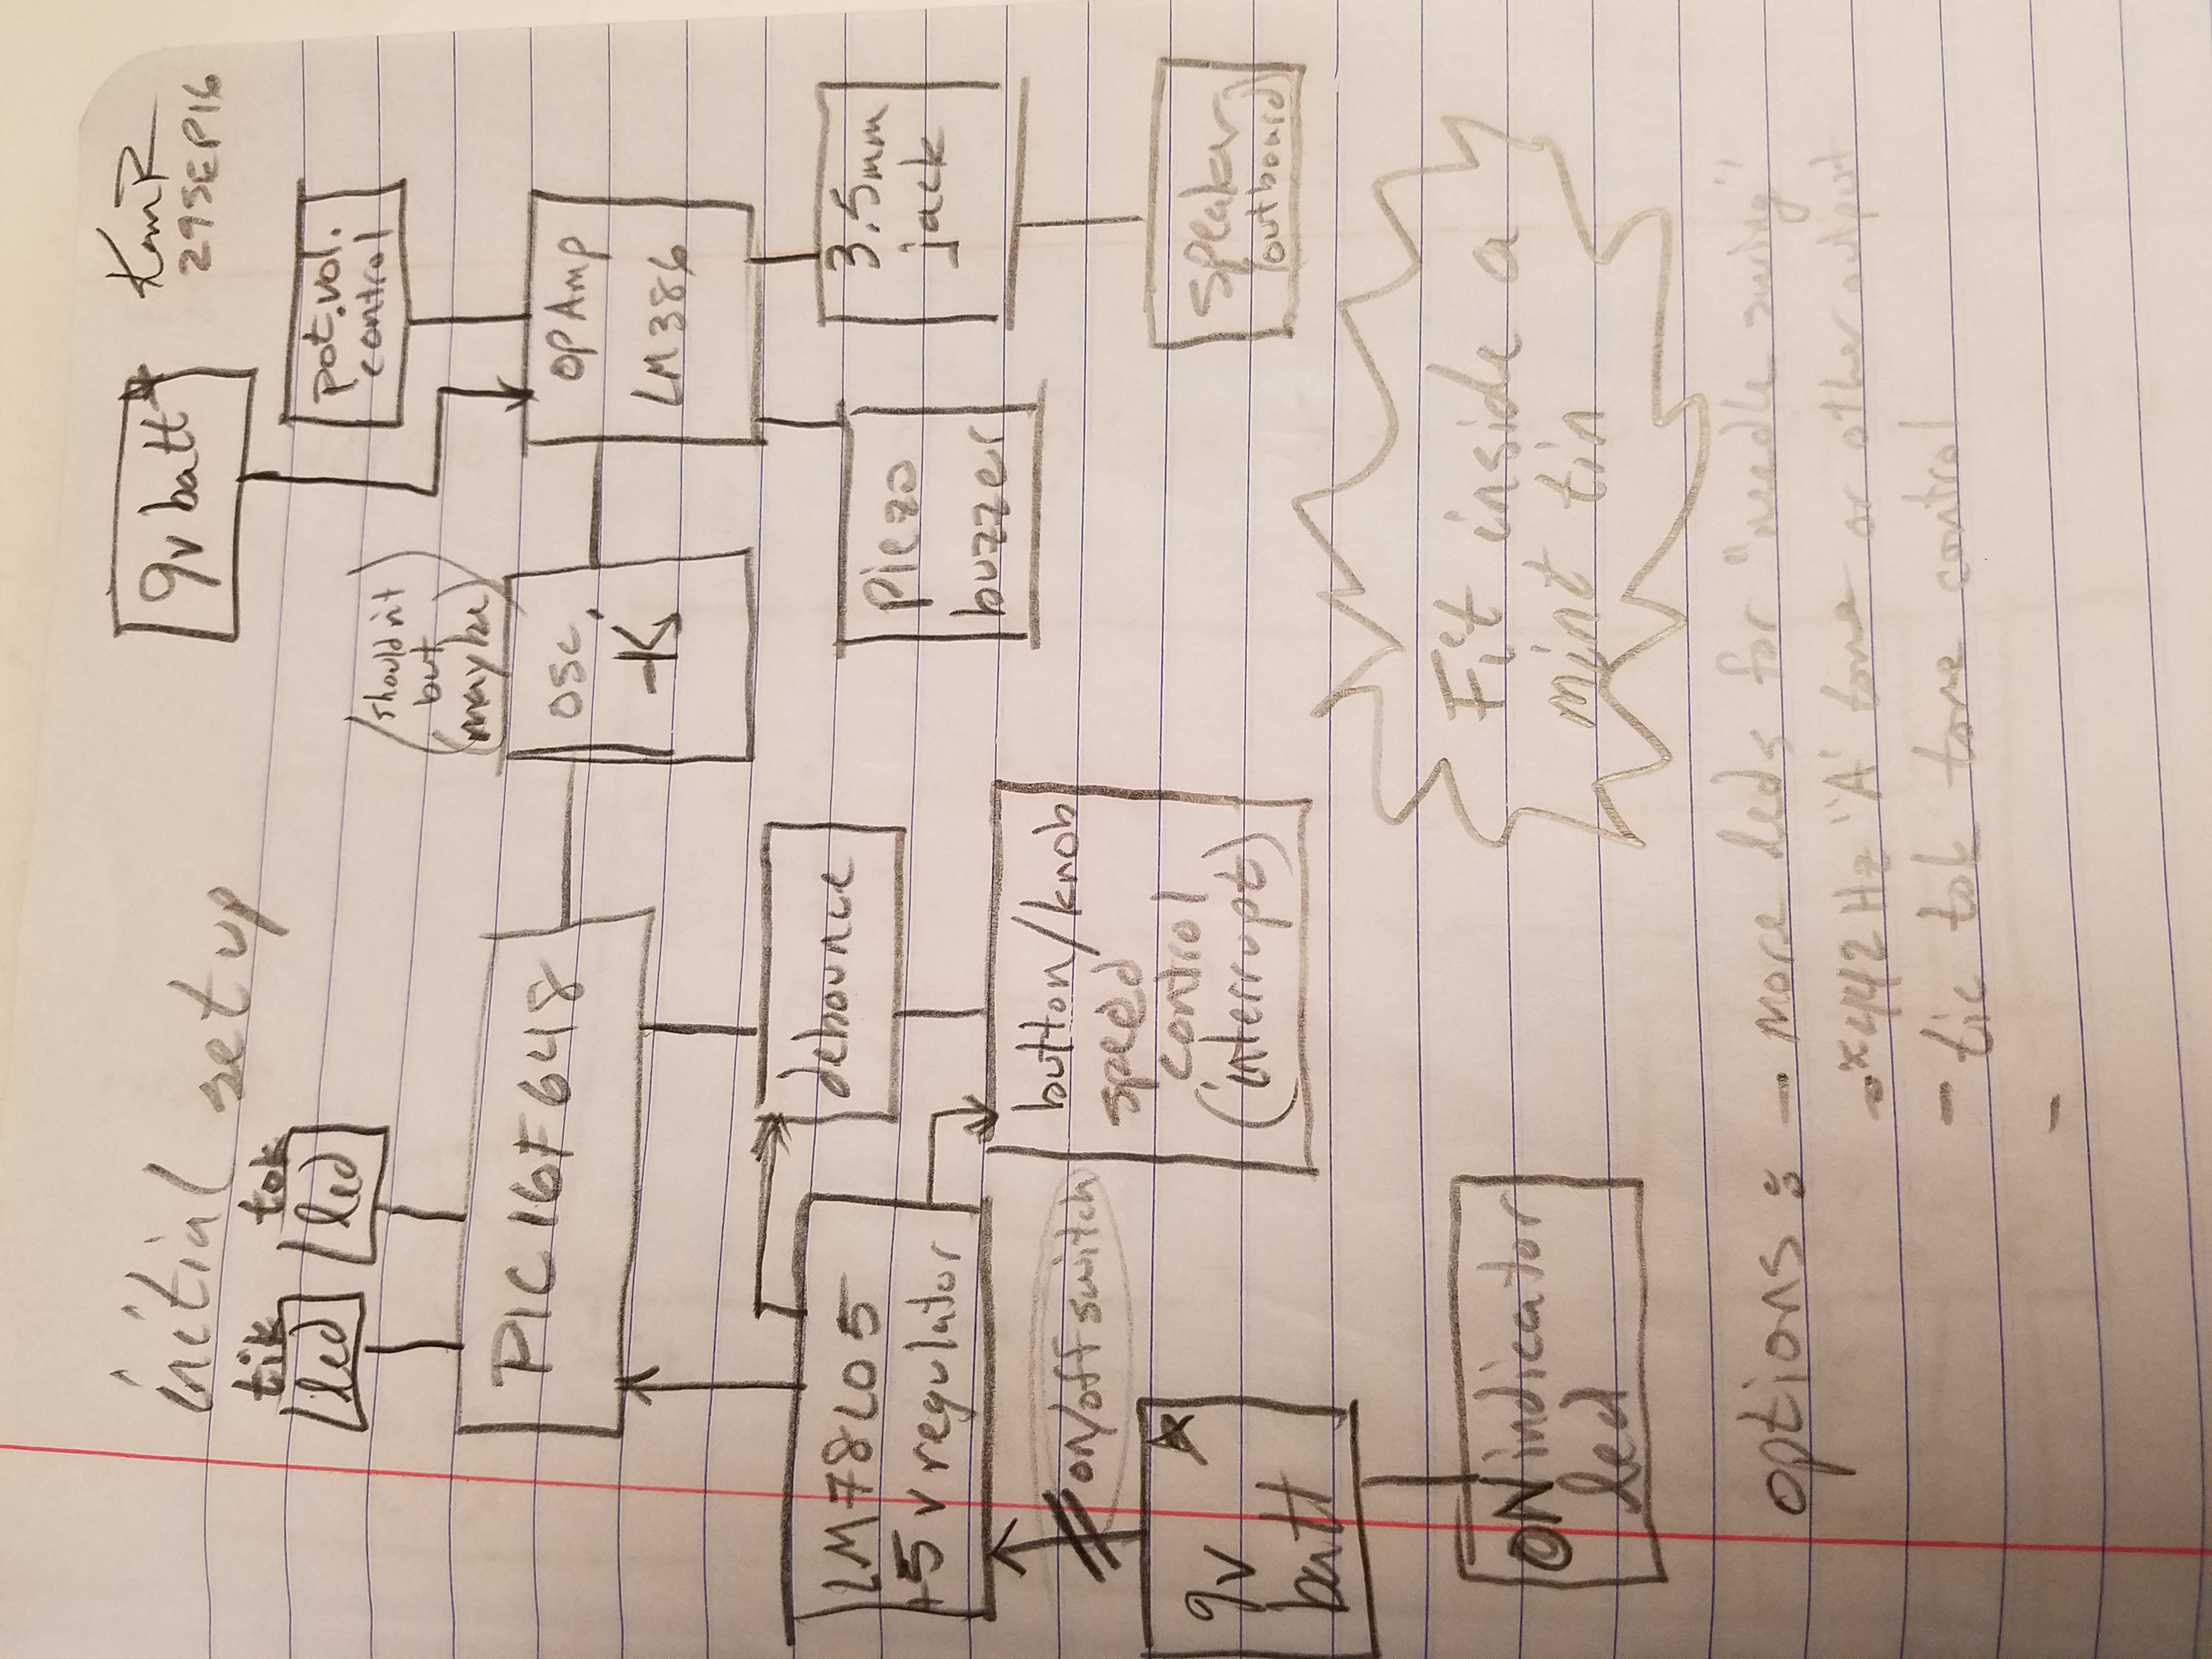 initial setup
9v batt
29SEP16
tik
tok
led
led
pot. vol.
control
(shouldn't
but
(maybe)
PIC16F648
osc.
OP Amp
LM386
LM78L05
+5v regulator
debounce
Piezo
buzzer
3.5mm
jack
on/off switch
button/knob
speed
control
(interrupt)
9v
batt
speaker
(outboard)
ON indicator
led
Fit inside a
mint tin
options: - more leds for "needle swing"
-*442Hz "A" tone or other output
- tic tok tone control
-